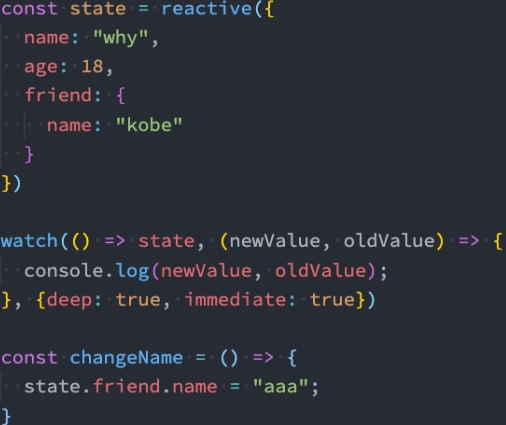 const state = reactive({
  name: "why",
  age: 18,
  friend: {
    name: "kobe"
  }
})

watch(() => state, (newValue, oldValue) => {
  console.log(newValue, oldValue);
}, {deep: true, immediate: true})

const changeName = () => {
  state.friend.name = "aaa";
}